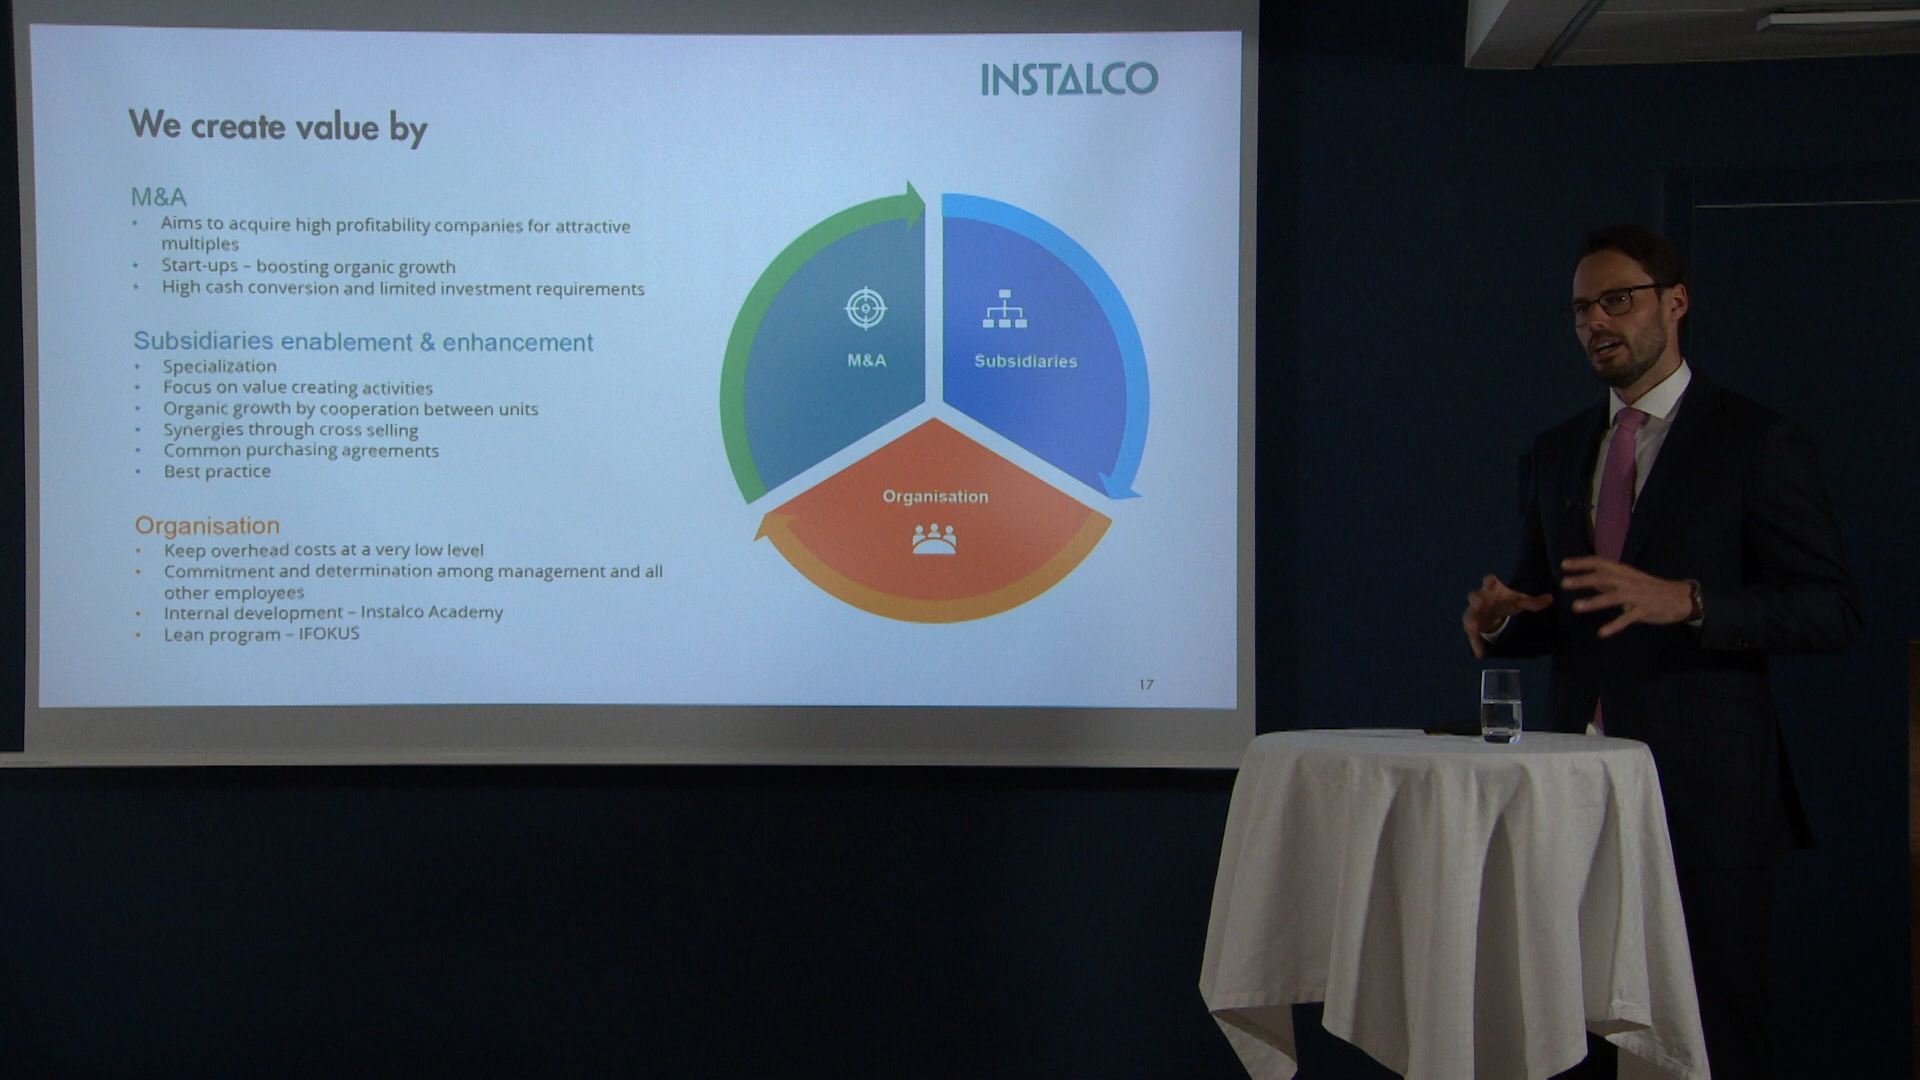 INSTALCO
We create value by
M&A
• Aims to acquire high profitability companies for attractive
multiples
• Start-ups – boosting organic growth
• High cash conversion and limited investment requirements
Subsidiaries enablement & enhancement
• Specialization
• Focus on value creating activities
• Organic growth by cooperation between units
• Synergies through cross selling
• Common purchasing agreements
• Best practice
Organisation
• Keep overhead costs at a very low level
• Commitment and determination among management and all
other employees
• Internal development – Instalco Academy
• Lean program – IFOKUS
M&A
Subsidiaries
Organisation
17